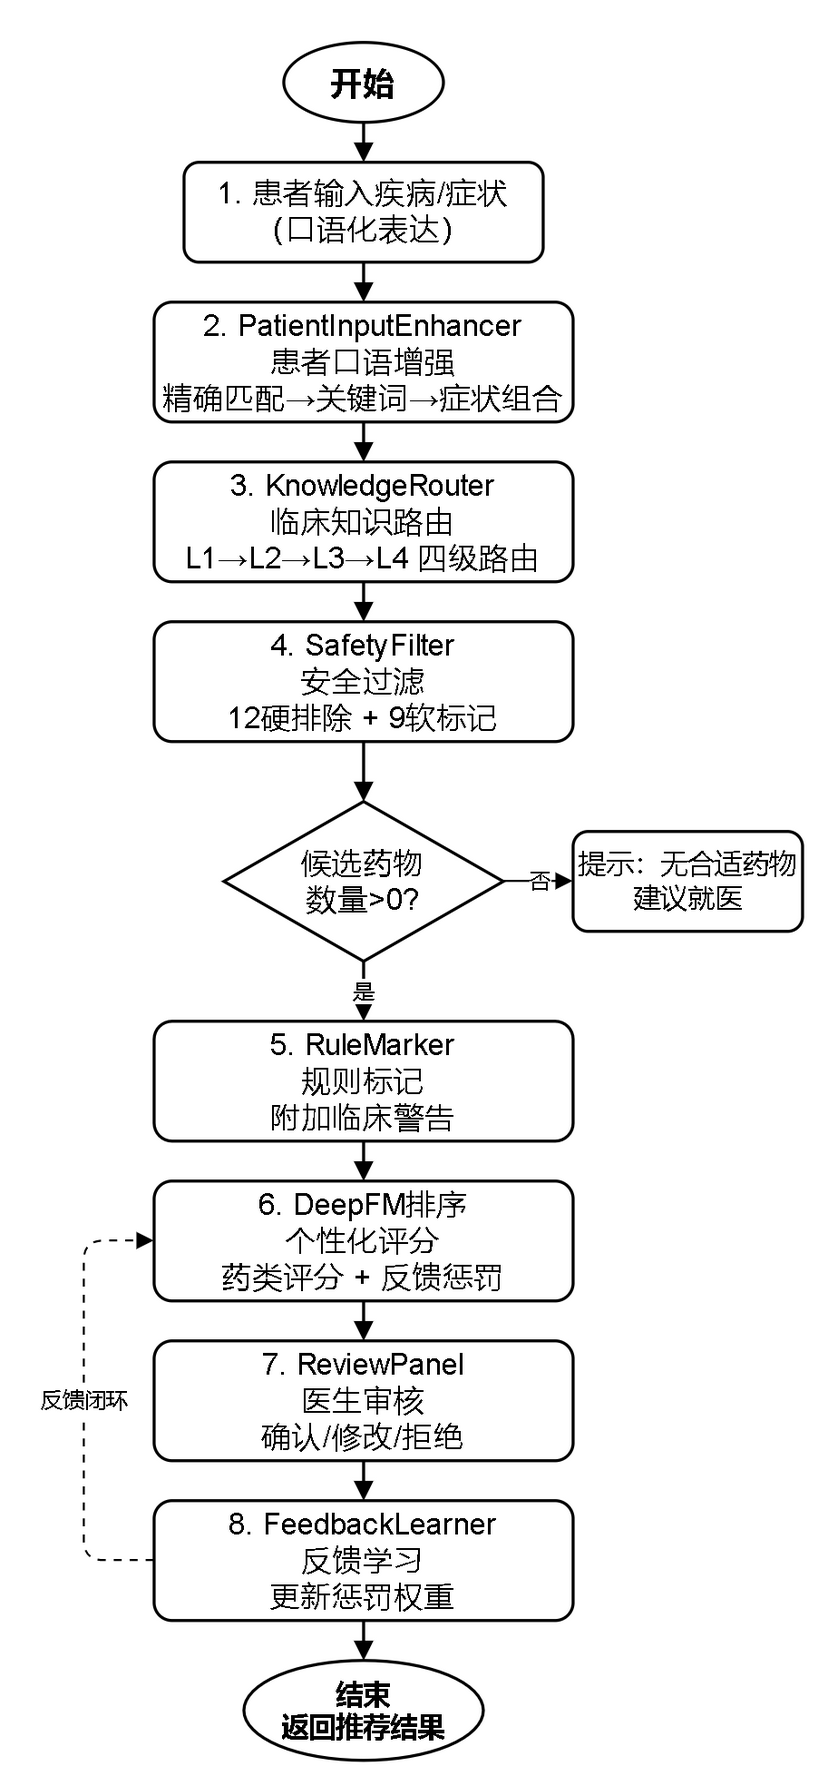 开始
1. 患者输入疾病/症状
(口语化表达)
2. PatientInputEnhancer
患者口语增强
精确匹配→关键词→症状组合
3. KnowledgeRouter
临床知识路由
L1→L2→L3→L4 四级路由
4. SafetyFilter
安全过滤
12硬排除 + 9软标记
候选药物
数量>0?
否
提示：无合适药物
建议就医
是
5. RuleMarker
规则标记
附加临床警告
6. DeepFM排序
个性化评分
药类评分 + 反馈惩罚
7. ReviewPanel
医生审核
确认/修改/拒绝
反馈闭环
8. FeedbackLearner
反馈学习
更新惩罚权重
结束
返回推荐结果